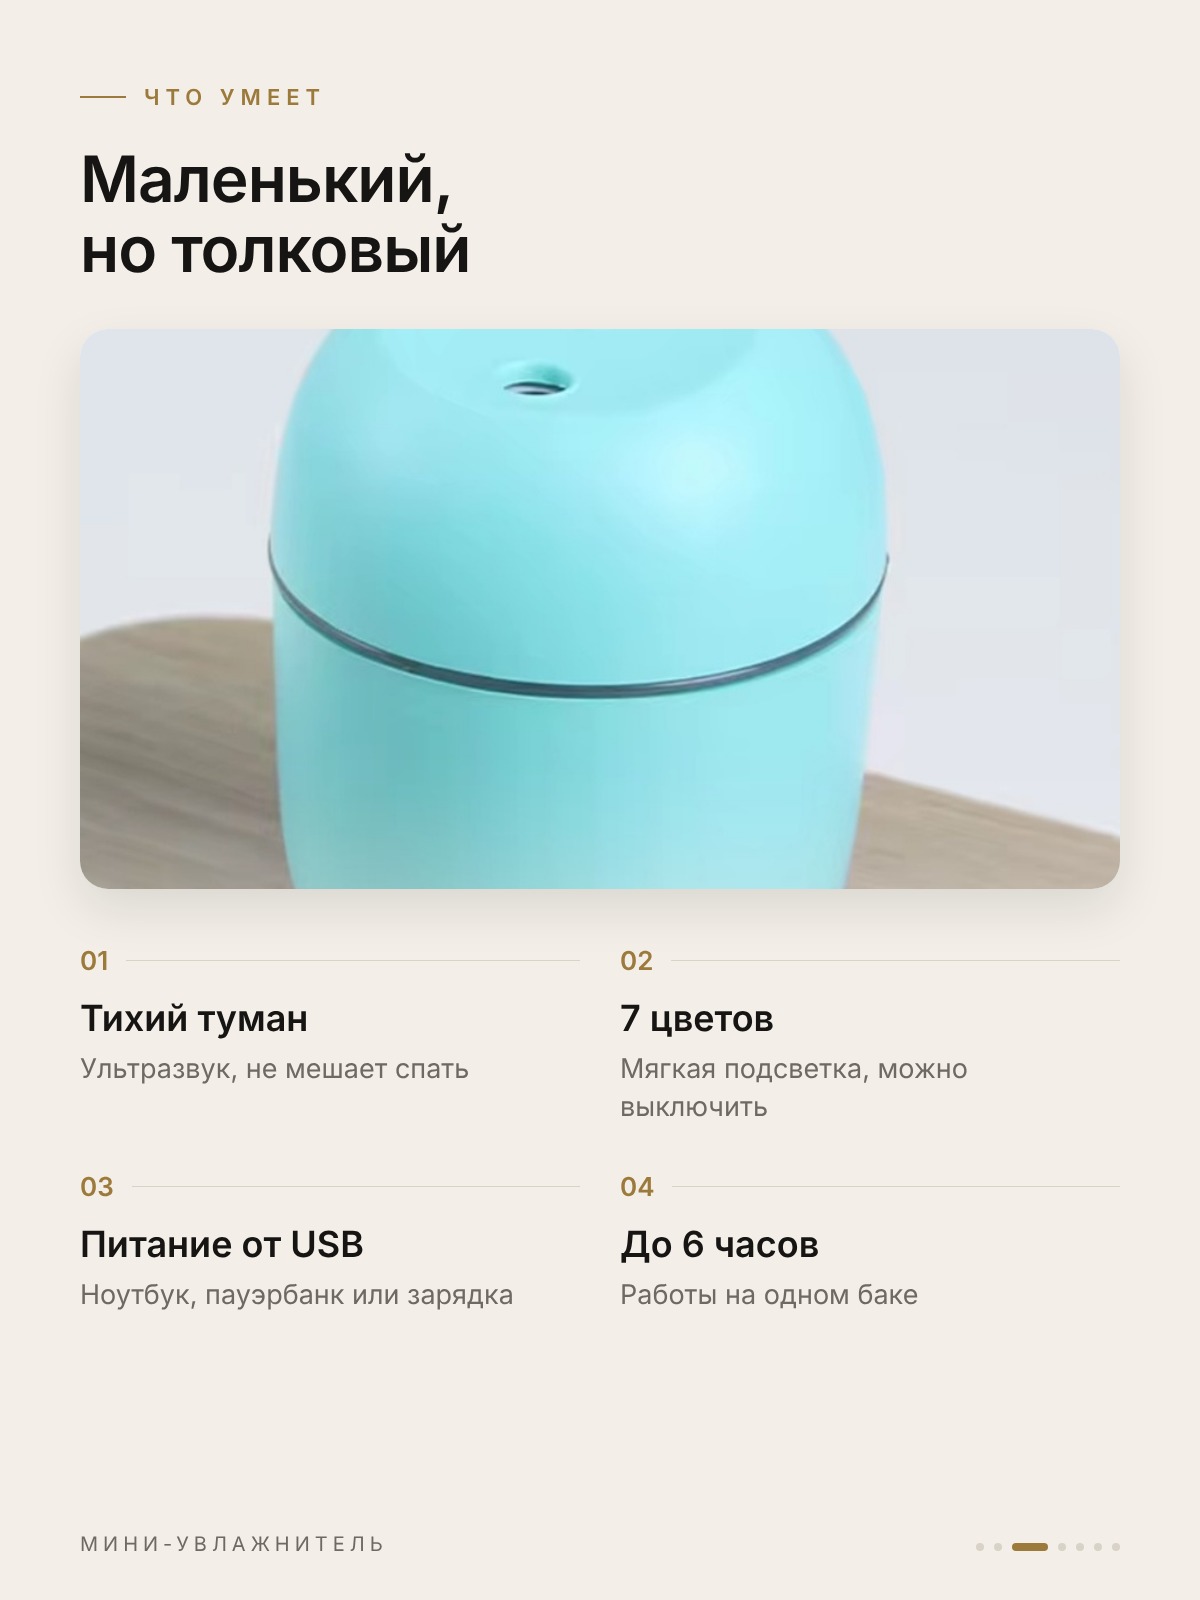 ЧТО УМЕЕТ
Маленький,
но толковый
01
Тихий туман
Ультразвук, не мешает спать
02
7 цветов
Мягкая подсветка, можно
выключить
03
Питание от USB
Ноутбук, пауэрбанк или зарядка
04
До 6 часов
Работы на одном баке
МИНИ-УВЛАЖНИТЕЛЬ